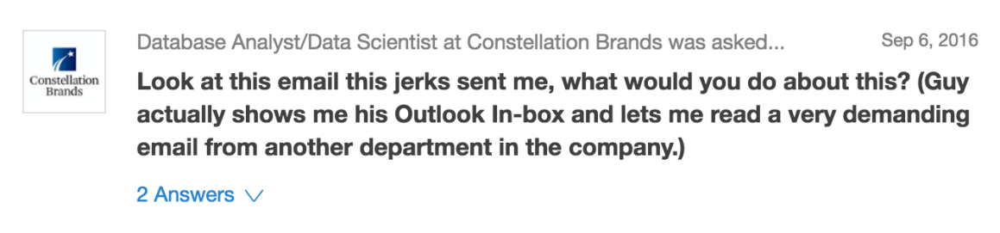 Constellation
Brands
Database Analyst/Data Scientist at Constellation Brands was asked...
Sep 6, 2016
Look at this email this jerks sent me, what would you do about this? (Guy
actually shows me his Outlook In-box and lets me read a very demanding
email from another department in the company.)
2 Answers